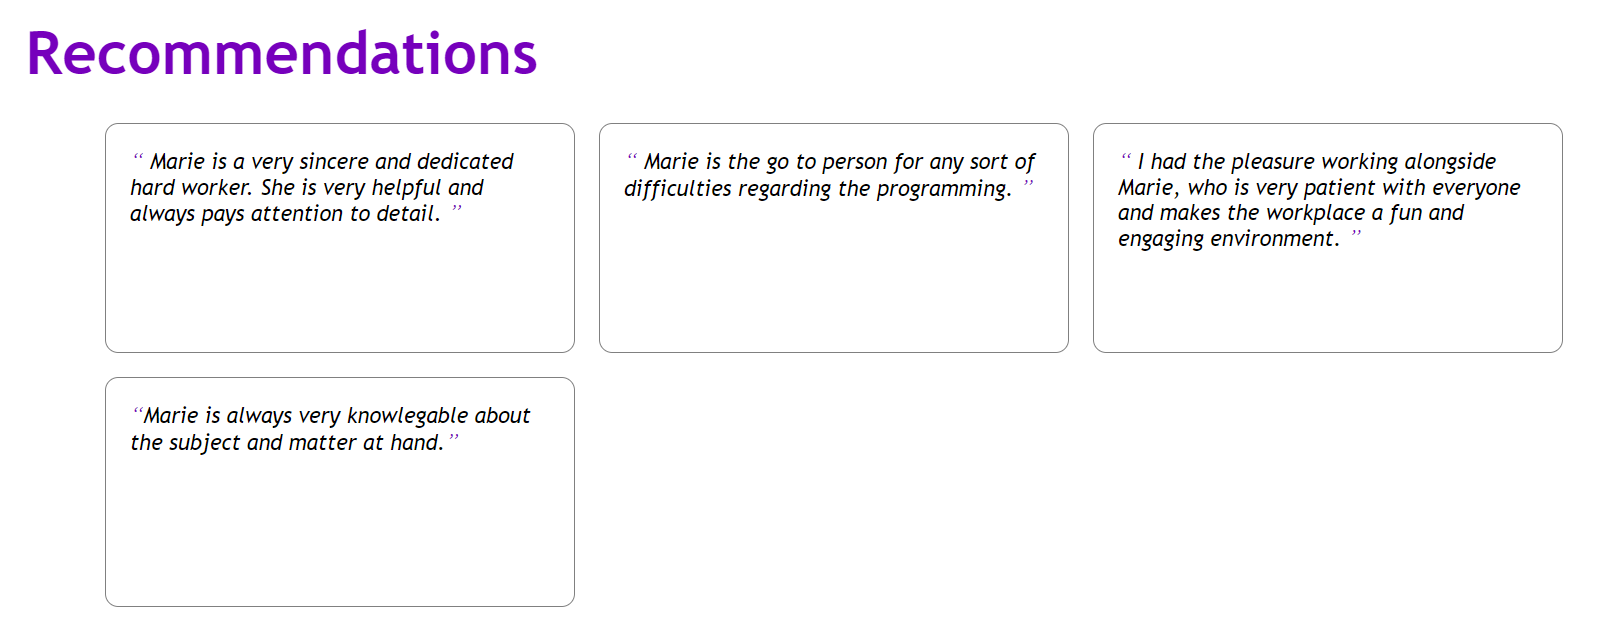 Recommendations
“ Marie is a very sincere and dedicated
hard worker. She is very helpful and
always pays attention to detail. ”
“ Marie is the go to person for any sort of
difficulties regarding the programming. ”
“ I had the pleasure working alongside
Marie, who is very patient with everyone
and makes the workplace a fun and
engaging environment. ”
“Marie is always very knowlegable about
the subject and matter at hand.”